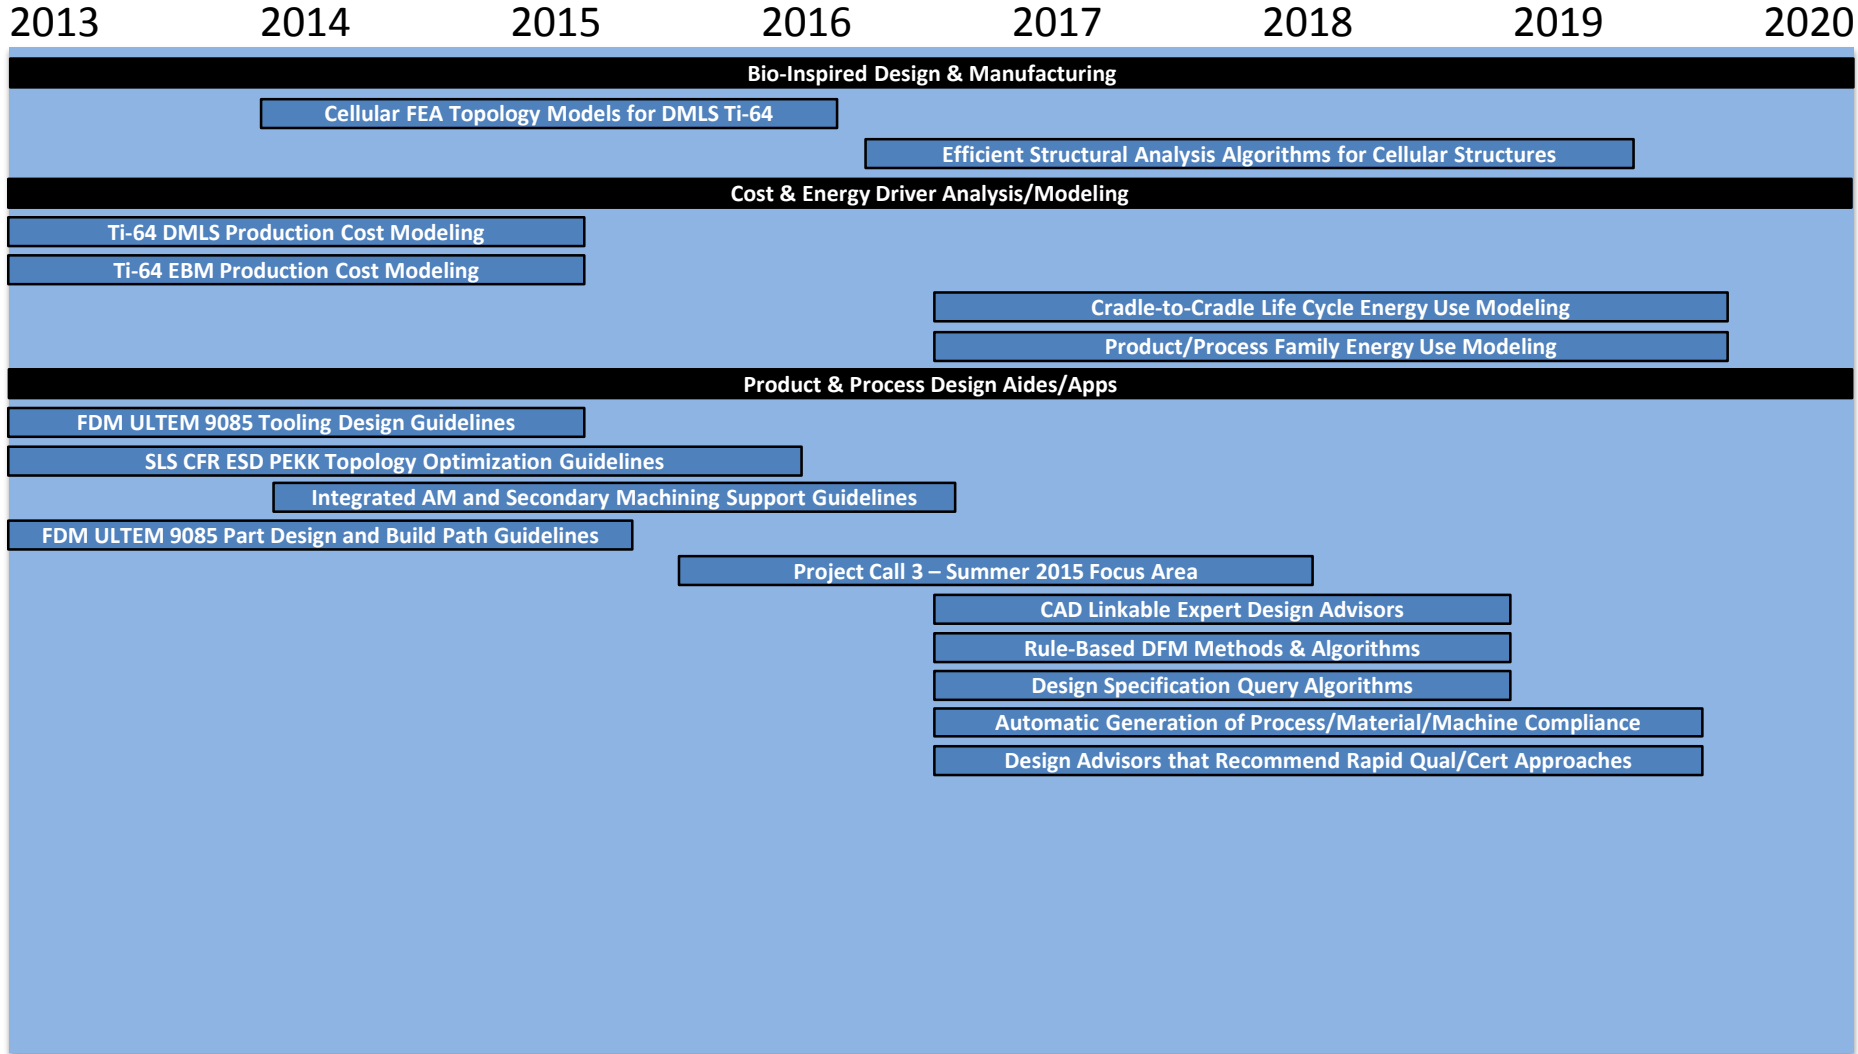 2013 2014 2015 2016 2017 2018 2019 2020
Bio-Inspired Design & Manufacturing
Cellular FEA Topology Models for DMLS Ti-64
Efficient Structural Analysis Algorithms for Cellular Structures
Cost & Energy Driver Analysis/Modeling
Ti-64 DMLS Production Cost Modeling
Ti-64 EBM Production Cost Modeling
Cradle-to-Cradle Life Cycle Energy Use Modeling
Product/Process Family Energy Use Modeling
Product & Process Design Aides/Apps
FDM ULTEM 9085 Tooling Design Guidelines
SLS CFR ESD PEKK Topology Optimization Guidelines
Integrated AM and Secondary Machining Support Guidelines
FDM ULTEM 9085 Part Design and Build Path Guidelines
Project Call 3 – Summer 2015 Focus Area
CAD Linkable Expert Design Advisors
Rule-Based DFM Methods & Algorithms
Design Specification Query Algorithms
Automatic Generation of Process/Material/Machine Compliance
Design Advisors that Recommend Rapid Qual/Cert Approaches